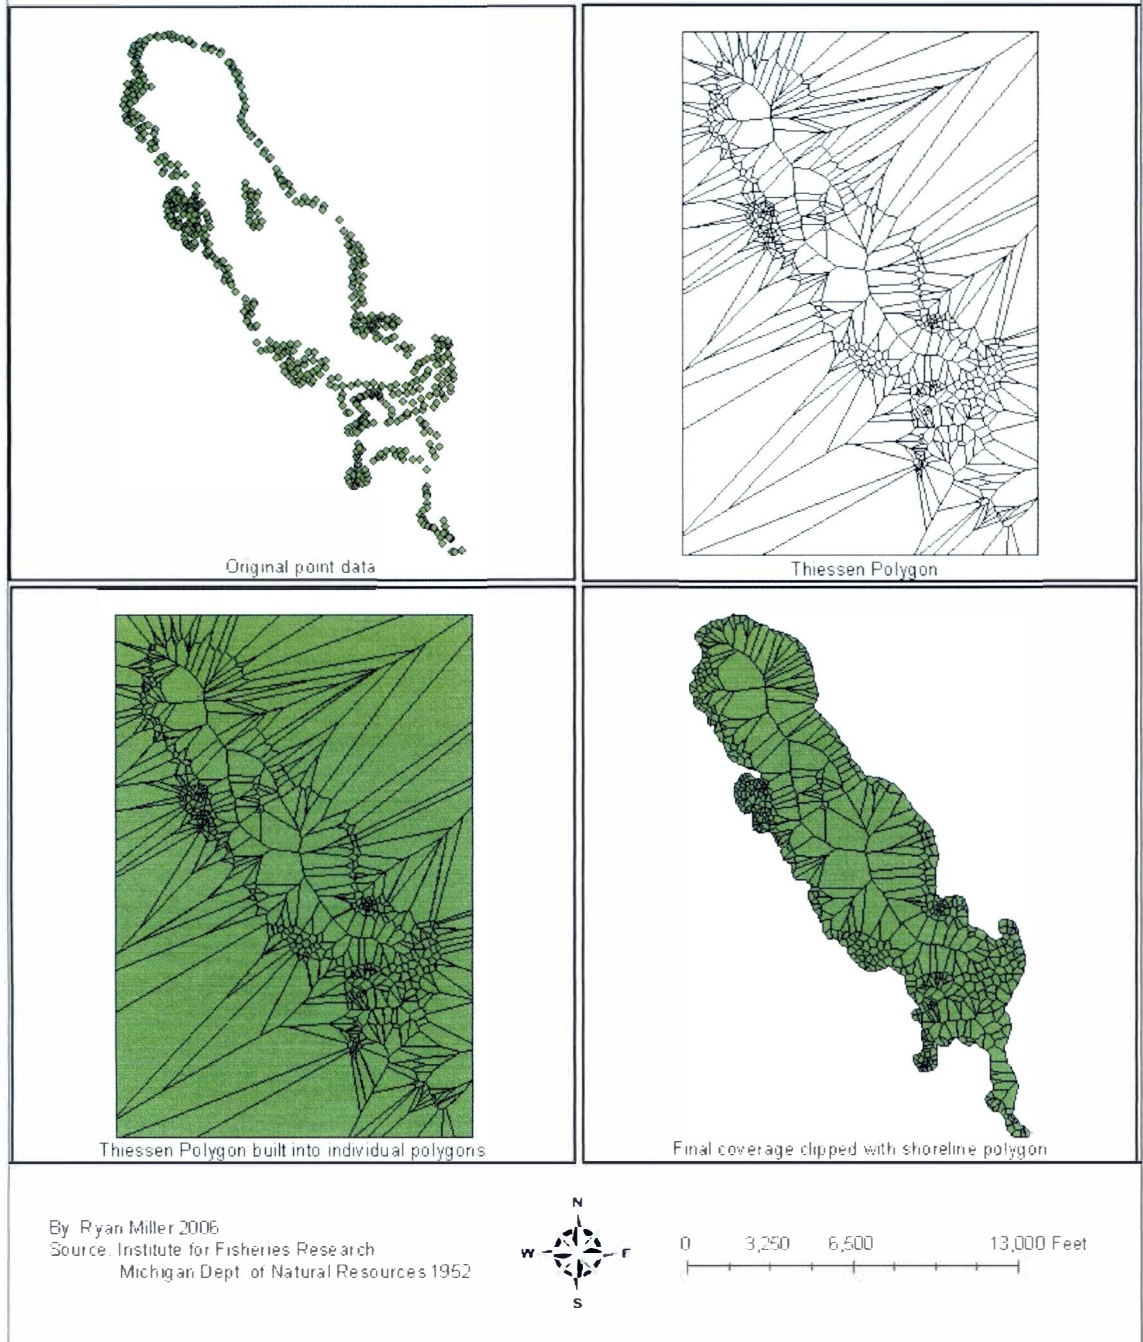 Original point data
Thiessen Polygon
Thiessen Polygon built into individual polygons
Final coverage clipped with shoreline polygon
By Ryan Miller 2006
Source. Institute for Fisheries Research
Michigan Dept of Natural Resources 1952
N
W E
S
0 3,250 6,500 13,000 Feet